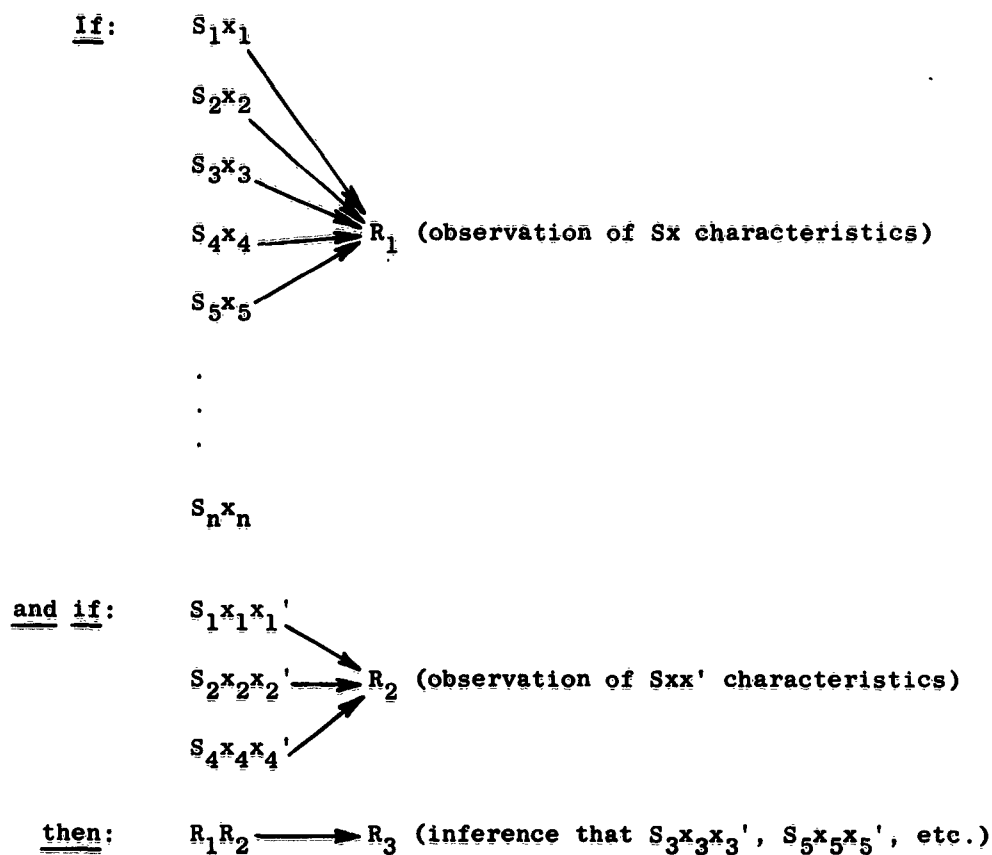 If: S₁x₁
S₂x₂
S₃x₃
S₄x₄ R₁ (observation of Sx characteristics)
S₅x₅
.
.
.
Sₙxₙ
and if: S₁x₁x₁'
S₂x₂x₂' R₂ (observation of Sxx' characteristics)
S₄x₄x₄'
then: R₁R₂ R₃ (inference that S₃x₃x₃', S₅x₅x₅', etc.)